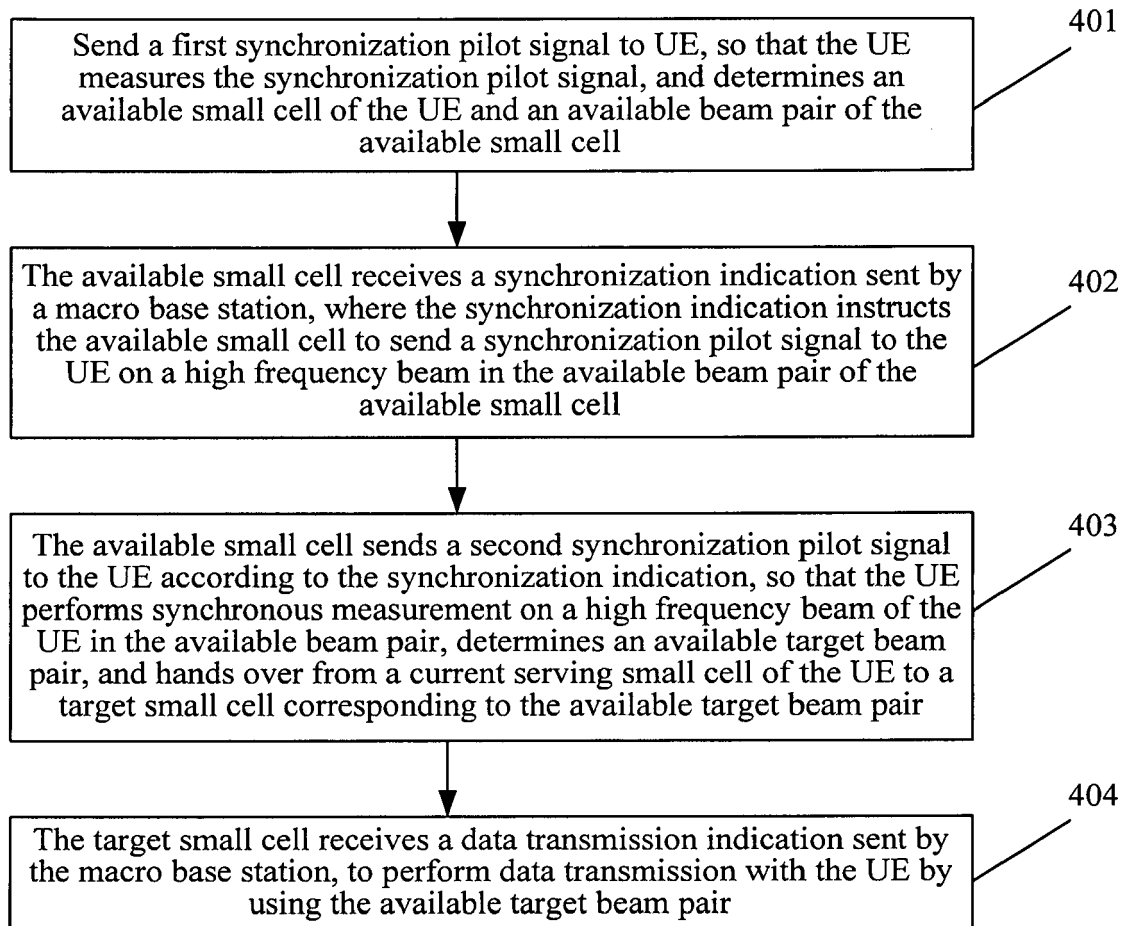 401
Send a first synchronization pilot signal to UE, so that the UE
measures the synchronization pilot signal, and determines an
available small cell of the UE and an available beam pair of the
available small cell
402
The available small cell receives a synchronization indication sent by
a macro base station, where the synchronization indication instructs
the available small cell to send a synchronization pilot signal to the
UE on a high frequency beam in the available beam pair of the
available small cell
403
The available small cell sends a second synchronization pilot signal
to the UE according to the synchronization indication, so that the UE
performs synchronous measurement on a high frequency beam of the
UE in the available beam pair, determines an available target beam
pair, and hands over from a current serving small cell of the UE to a
target small cell corresponding to the available target beam pair
404
The target small cell receives a data transmission indication sent by
the macro base station, to perform data transmission with the UE by
using the available target beam pair